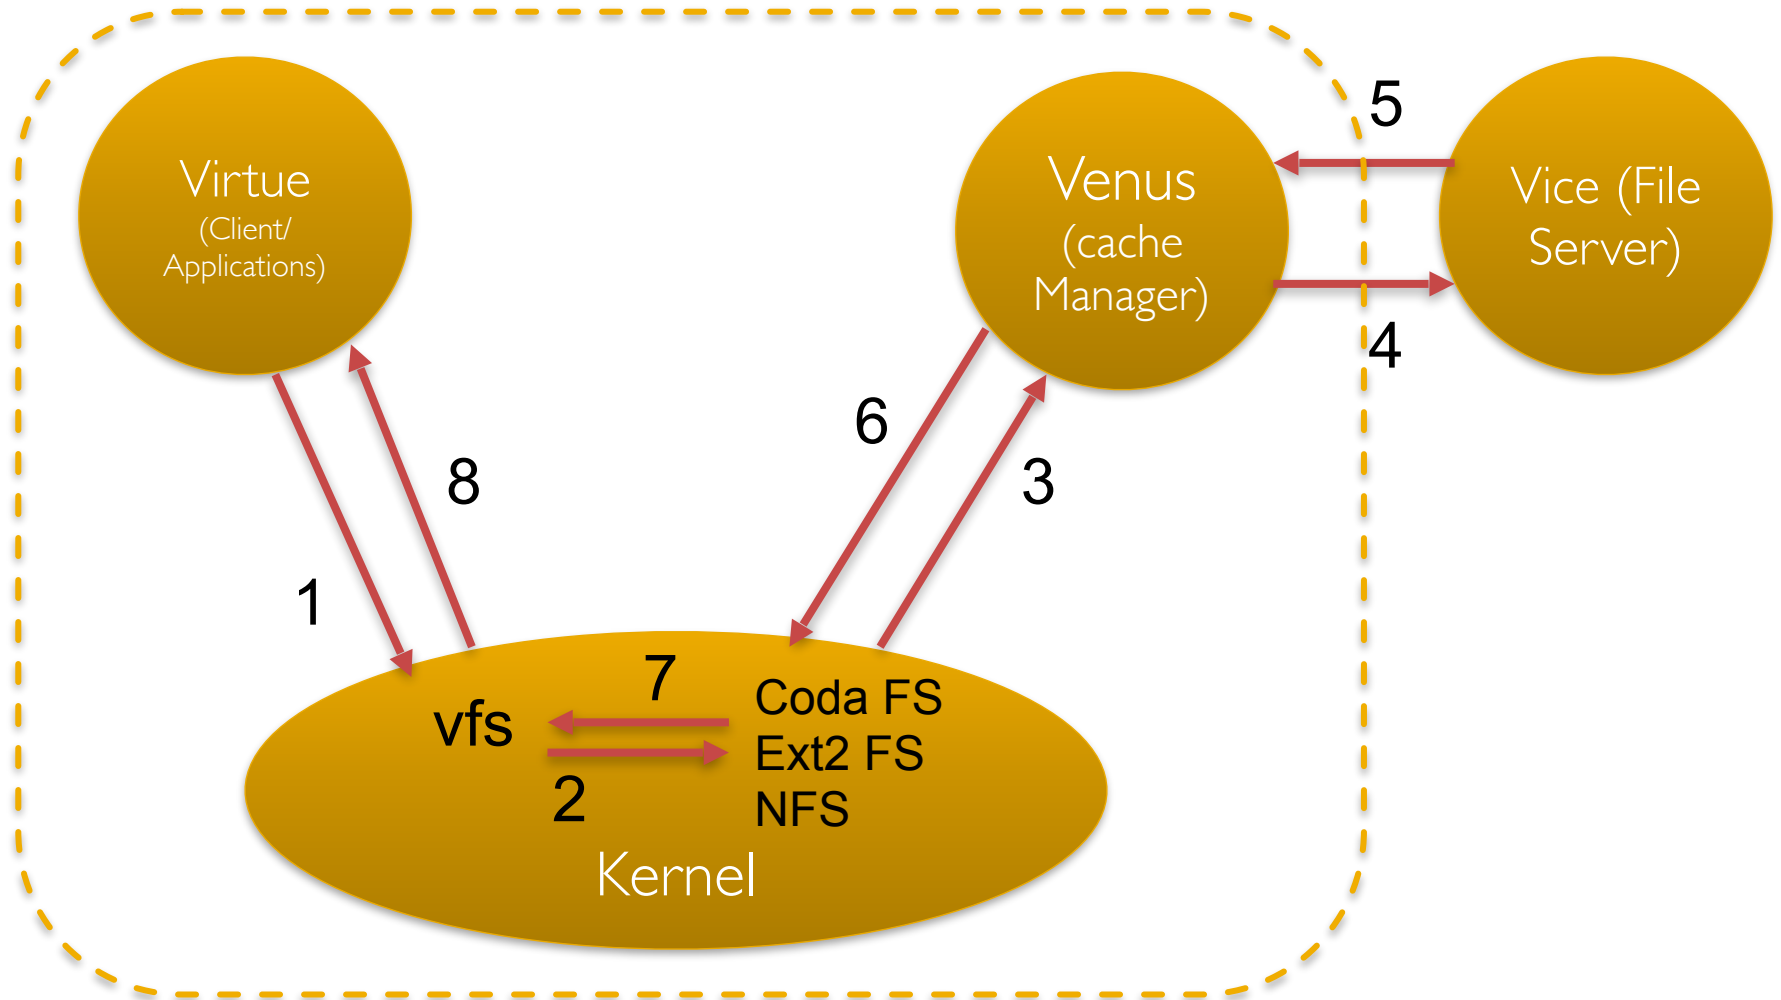 Virtue
(Client/
Applications)
Venus
(cache
Manager)
5
Vice (File
Server)
4
6
3
8
1
7
vfs
2
Coda FS
Ext2 FS
NFS
Kernel